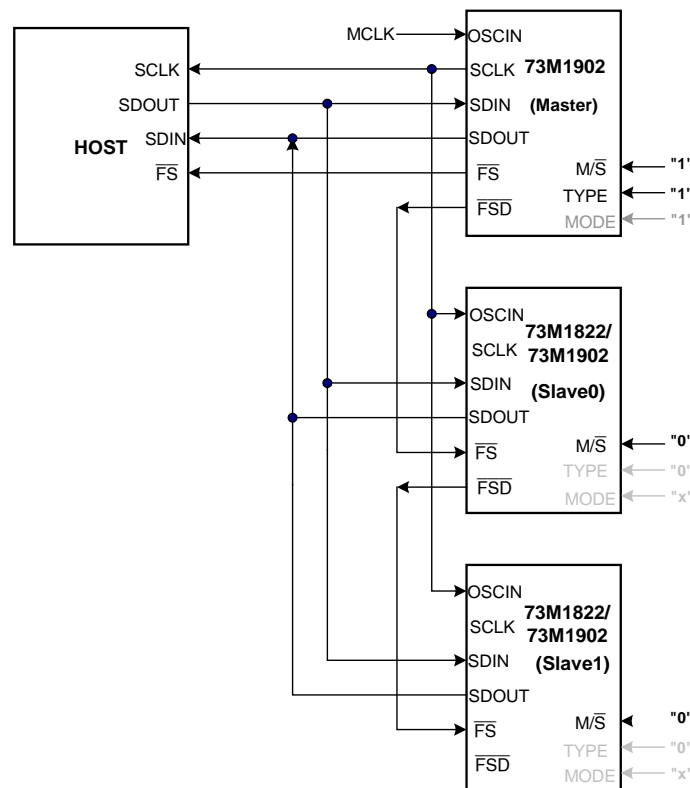 MCLK
HOST
SCLK
SDOUT
SDIN
FS
OSCIN
SCLK
73M1902
SDIN
(Master)
SDOUT
FS
M/S
"1'
FSD
TYPE
"1'
MODE
"1'
OSCIN
73M1822/
SCLK
73M1902
SDIN
(Slave0)
SDOUT
FS
M/S
"0'
FSD
TYPE
"0'
MODE
"x'
OSCIN
73M1822/
SCLK
73M1902
SDIN
(Slave1)
SDOUT
FS
M/S
"0'
FSD
TYPE
"0'
MODE
"x'